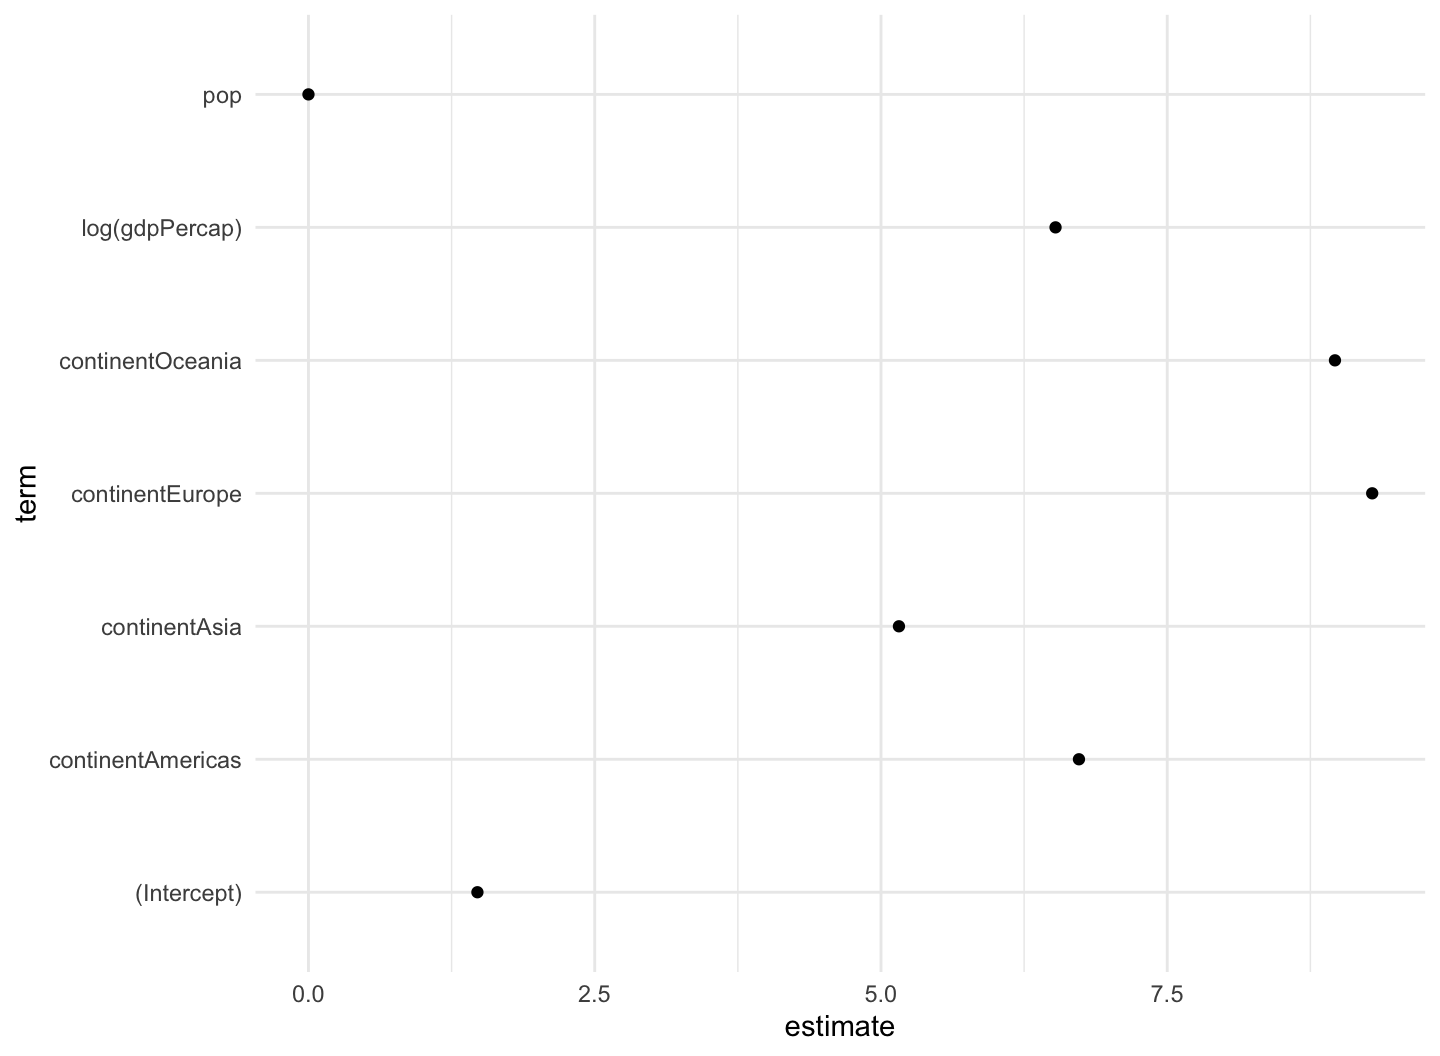 pop
log(gdpPercap)
continentOceania
continentEurope
continentAsia
continentAmericas
(Intercept)
term
0.0 2.5 5.0 7.5
estimate